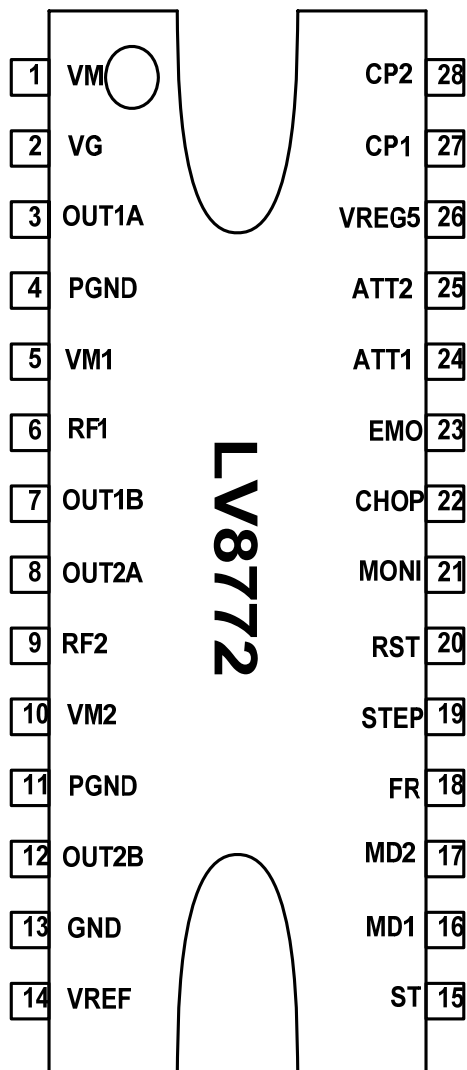 1 VM CP2 28
2 VG CP1 27
3 OUT1A VREG5 26
4 PGND ATT2 25
5 VM1 ATT1 24
6 RF1 EMO 23
7 OUT1B CHOP 22
8 OUT2A MONI 21
9 RF2 RST 20
10 VM2 STEP 19
11 PGND FR 18
12 OUT2B MD2 17
13 GND MD1 16
14 VREF ST 15
LV8772